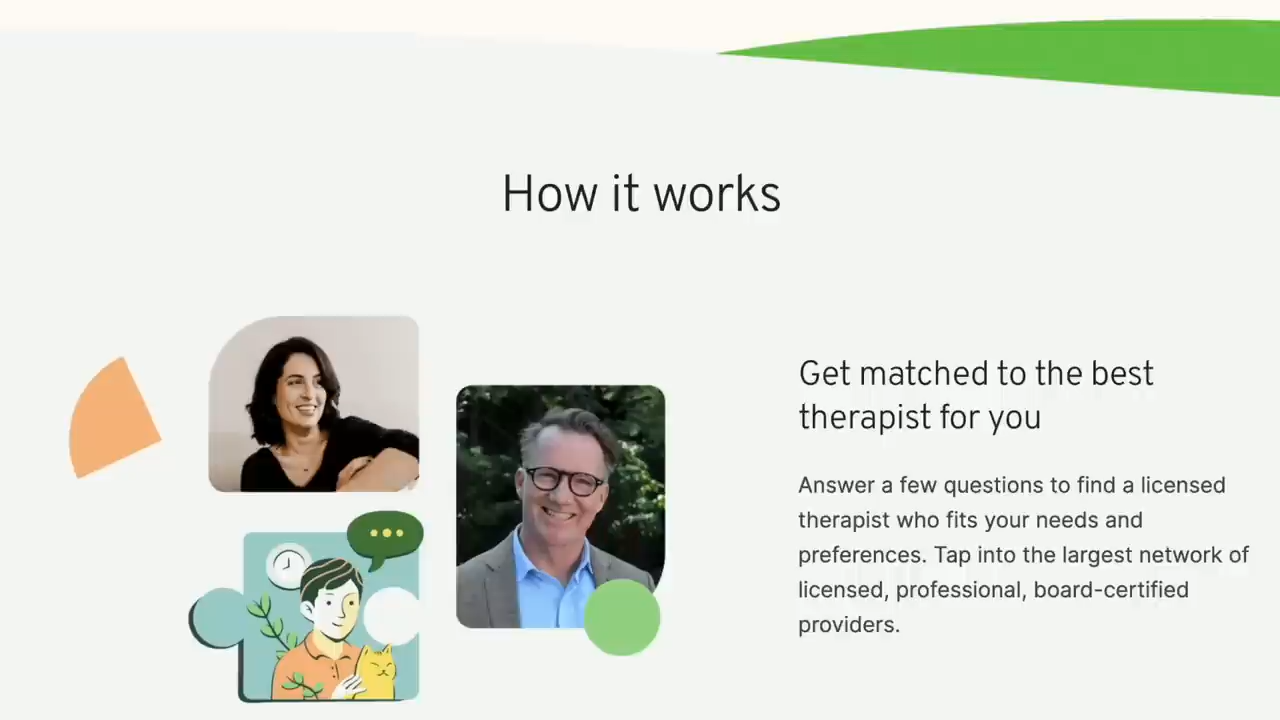 How it works
Get matched to the best
therapist for you
Answer a few questions to find a licensed
therapist who fits your needs and
preferences. Tap into the largest network of
licensed, professional, board-certified
providers.